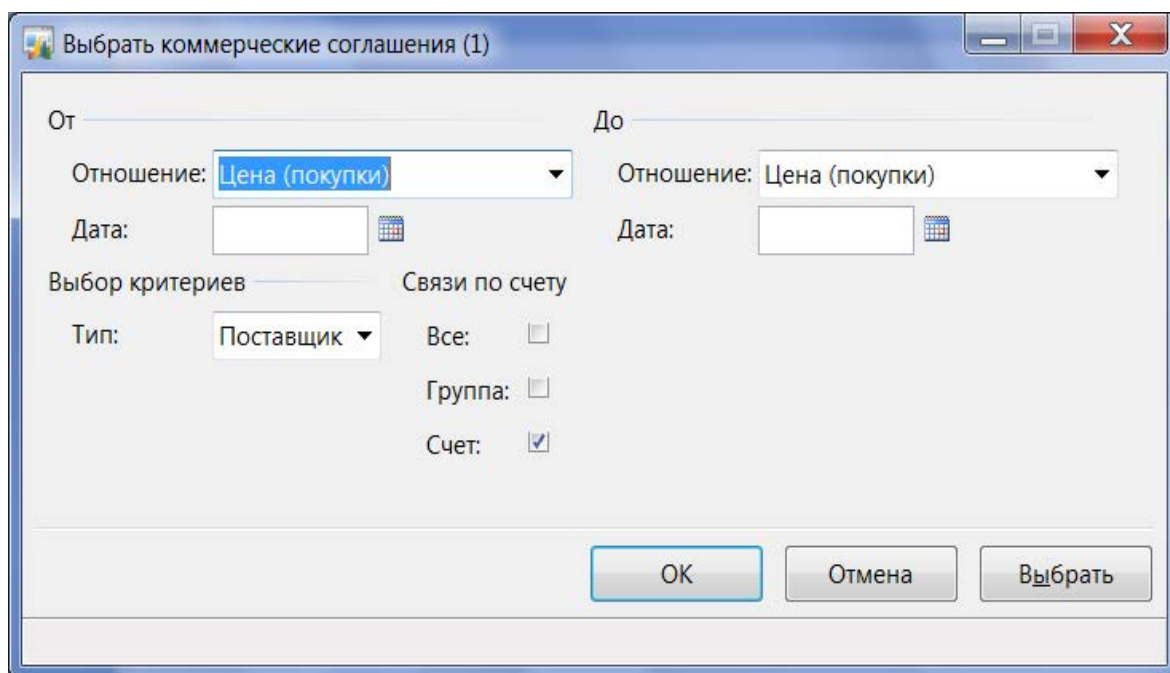 Выбрать коммерческие соглашения (1)
От
До
Отношение: Цена (покупки)
Отношение: Цена (покупки)
Дата:
Дата:
Выбор критериев
Связи по счету
Тип: Поставщик
Все:
Группа:
Счет:
ОК
Отмена
Выбрать